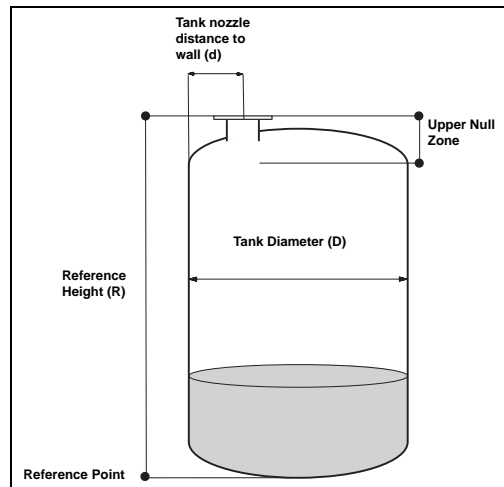 Tank nozzle
distance to
wall (d)
Upper Null
Zone
Tank Diameter (D)
Reference
Height (R)
Reference Point